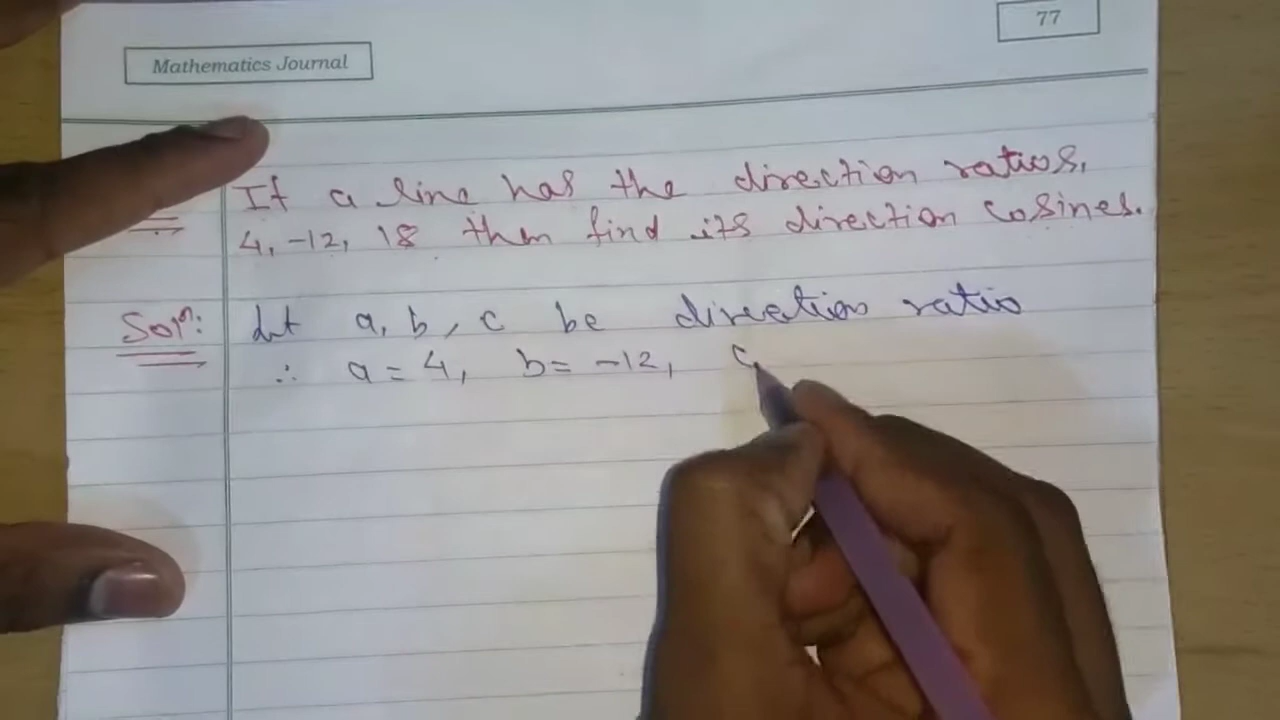 77
Mathematics Journal
If a line has the direction ratios,
4, -12, 18 then find its direction cosines.
Solⁿ: Let a, b, c be direction ratio
∴ a = 4, b = -12, c